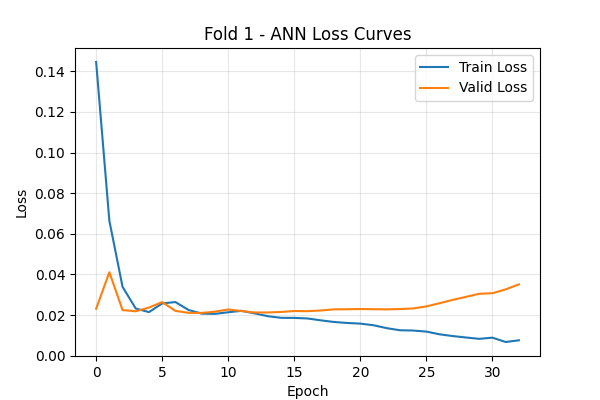 Fold 1 - ANN Loss Curves
Train Loss
Valid Loss
0.14
0.12
0.10
0.08
0.06
0.04
0.02
0.00
Loss
0 5 10 15 20 25 30
Epoch